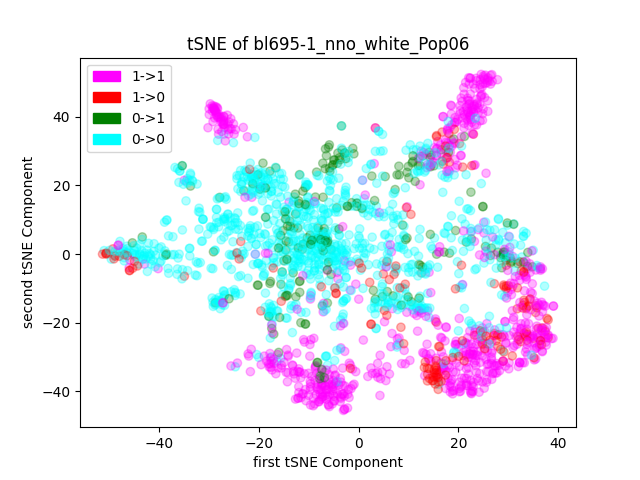 tSNE of bl695-1_nno_white_Pop06
1->1
1->0
0->1
0->0
second tSNE Component
40
20
0
−20
−40
−40 −20 0 20 40
first tSNE Component